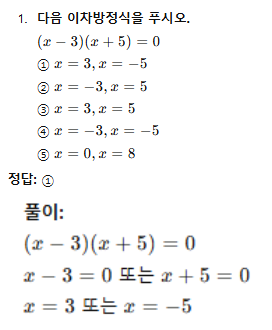 1. 다음 이차방정식을 푸시오.
(x − 3)(x + 5) = 0
① x = 3, x = −5
② x = −3, x = 5
③ x = 3, x = 5
④ x = −3, x = −5
⑤ x = 0, x = 8
정답: ①
풀이:
(x − 3)(x + 5) = 0
x − 3 = 0 또는 x + 5 = 0
x = 3 또는 x = −5